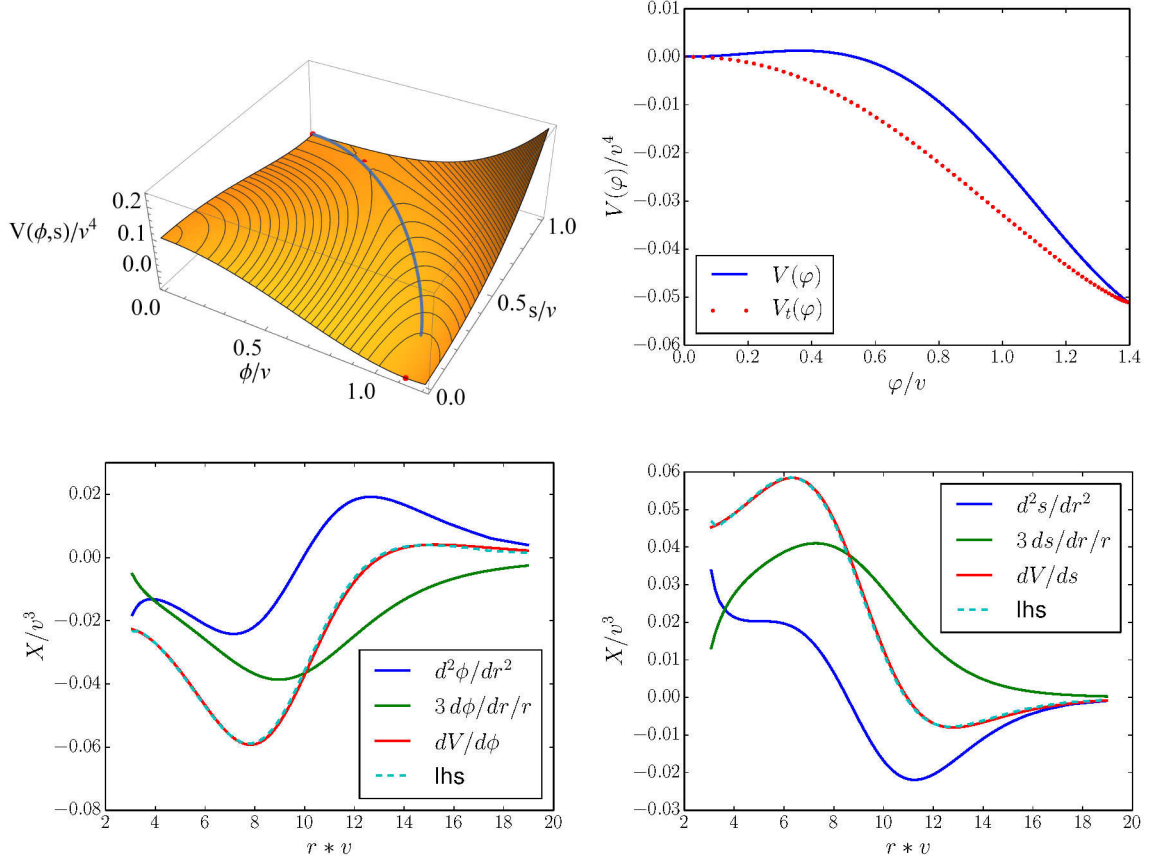 V(ϕ,s)/v⁴
0.2
0.1
0.0
0.0
0.5
1.0
ϕ/v
0.0
0.5
1.0
s/v
0.01
0.00
−0.01
−0.02
−0.03
−0.04
−0.05
−0.06
V(φ)/v⁴
V(φ)
V_t(φ)
0.0 0.2 0.4 0.6 0.8 1.0 1.2 1.4
φ/v
0.02
0.00
−0.02
−0.04
−0.06
−0.08
X/v³
d²ϕ/dr²
3 dϕ/dr/r
dV/dϕ
lhs
2 4 6 8 10 12 14 16 18 20
r * v
0.06
0.05
0.04
0.03
0.02
0.01
0.00
−0.01
−0.02
−0.03
X/v³
d²s/dr²
3 ds/dr/r
dV/ds
lhs
2 4 6 8 10 12 14 16 18 20
r * v